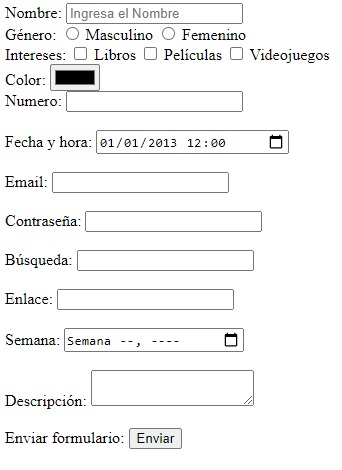 Nombre: Ingresa el Nombre
Género: Masculino Femenino
Intereses: Libros Películas Videojuegos
Color:
Numero:
Fecha y hora: 01/01/2013 12:00
Email:
Contraseña:
Búsqueda:
Enlace:
Semana: Semana --, ----
Descripción:
Enviar formulario: Enviar